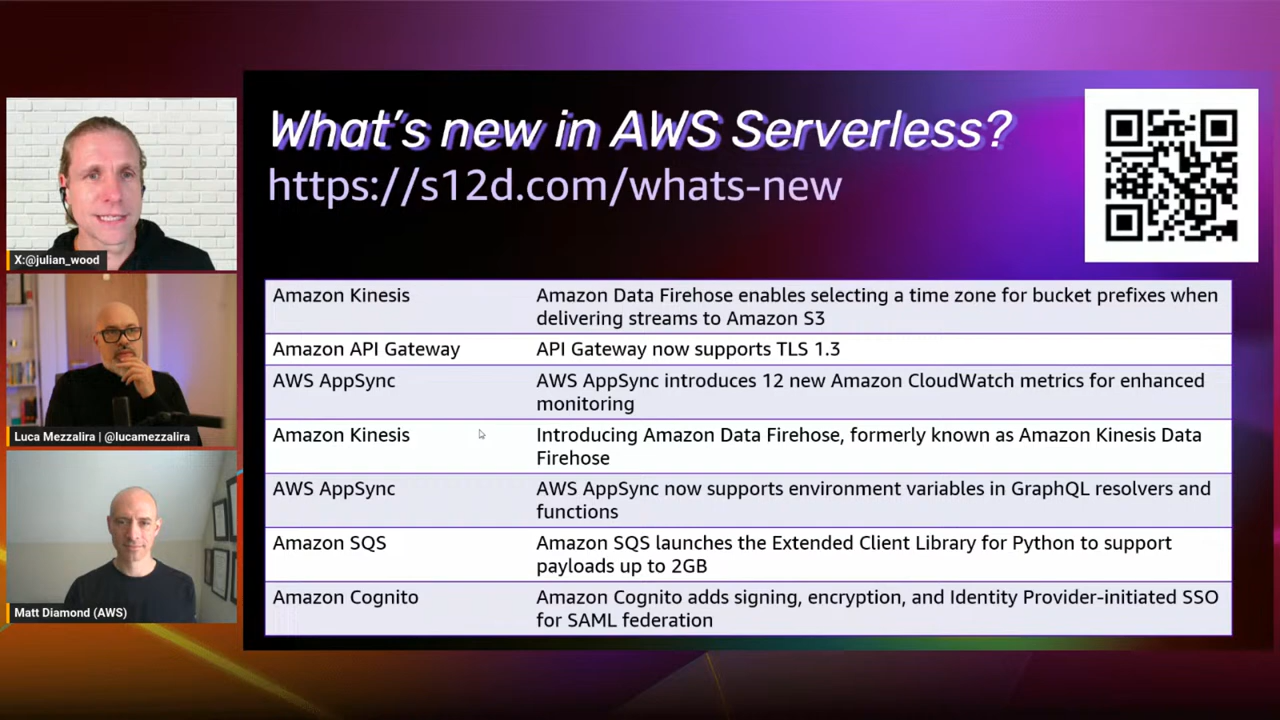 What's new in AWS Serverless?
https://s12d.com/whats-new
X:@julian_wood
Luca Mezzalira | @lucamezzalira
Matt Diamond (AWS)
Amazon Kinesis
Amazon Data Firehose enables selecting a time zone for bucket prefixes when
delivering streams to Amazon S3
Amazon API Gateway
API Gateway now supports TLS 1.3
AWS AppSync
AWS AppSync introduces 12 new Amazon CloudWatch metrics for enhanced
monitoring
Amazon Kinesis
Introducing Amazon Data Firehose, formerly known as Amazon Kinesis Data
Firehose
AWS AppSync
AWS AppSync now supports environment variables in GraphQL resolvers and
functions
Amazon SQS
Amazon SQS launches the Extended Client Library for Python to support
payloads up to 2GB
Amazon Cognito
Amazon Cognito adds signing, encryption, and Identity Provider-initiated SSO
for SAML federation